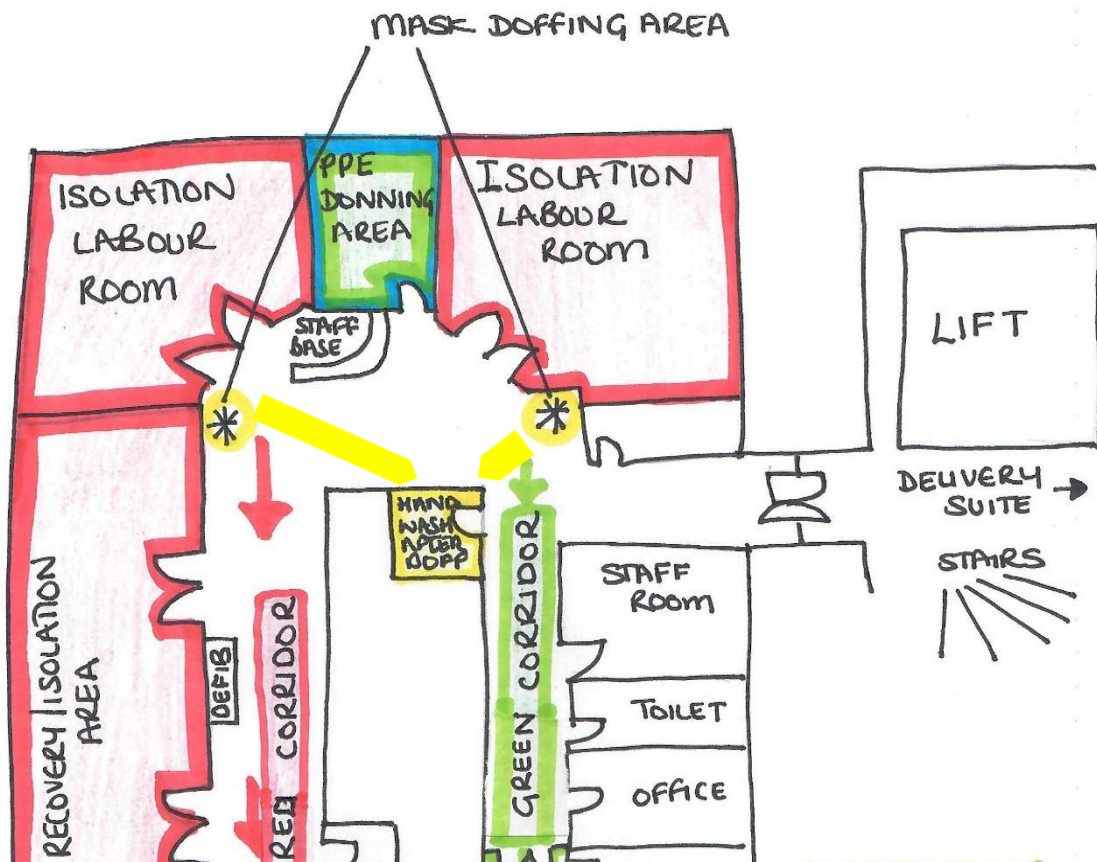 MASK DOFFING AREA
ISOLATION
LABOUR
ROOM
PPE
DONNING
AREA
ISOLATION
LABOUR
ROOM
STAFF
BASE
LIFT
HAND
WASH
AFTER
DOFF
DELIVERY
SUITE
STAIRS
STAFF
ROOM
TOILET
OFFICE
GREEN CORRIDOR
DEFIB
RED CORRIDOR
RECOVERY/ISOLATION
AREA